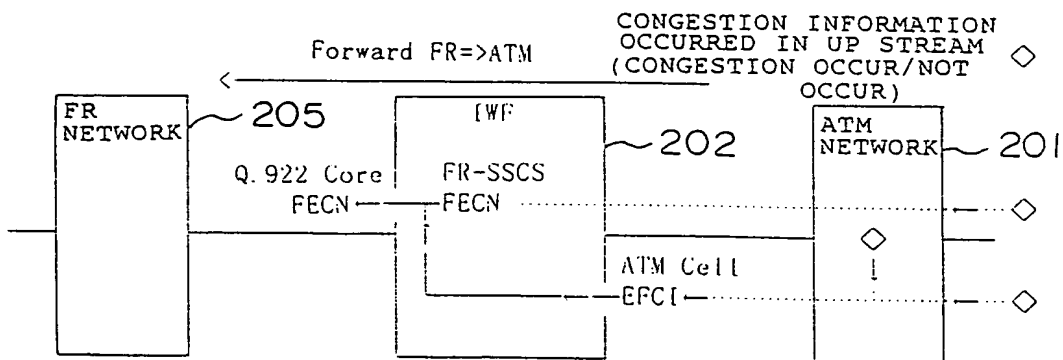 CONGESTION INFORMATION
OCCURRED IN UP STREAM
(CONGESTION OCCUR/NOT
OCCUR)
Forward FR=>ATM
FR
NETWORK
205
IWF
202
ATM
NETWORK
201
Q.922 Core
FECN
FR-SSCS
FECN
ATM Cell
EFCI